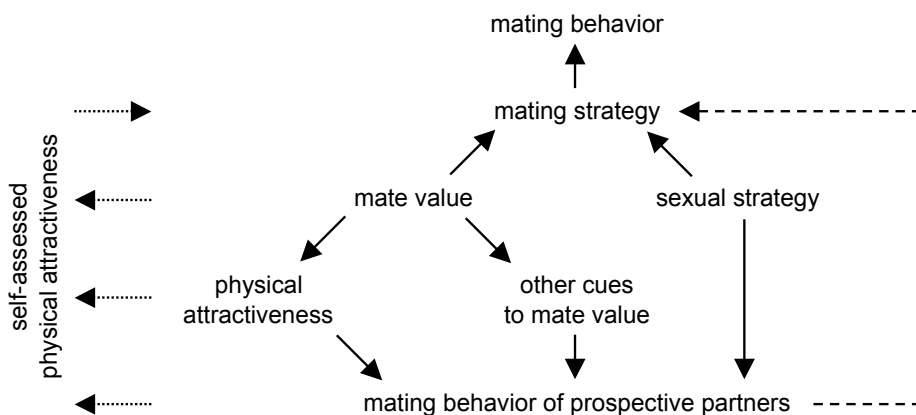 mating behavior
mating strategy
self-assessed
physical attractiveness
mate value
sexual strategy
physical
attractiveness
other cues
to mate value
mating behavior of prospective partners